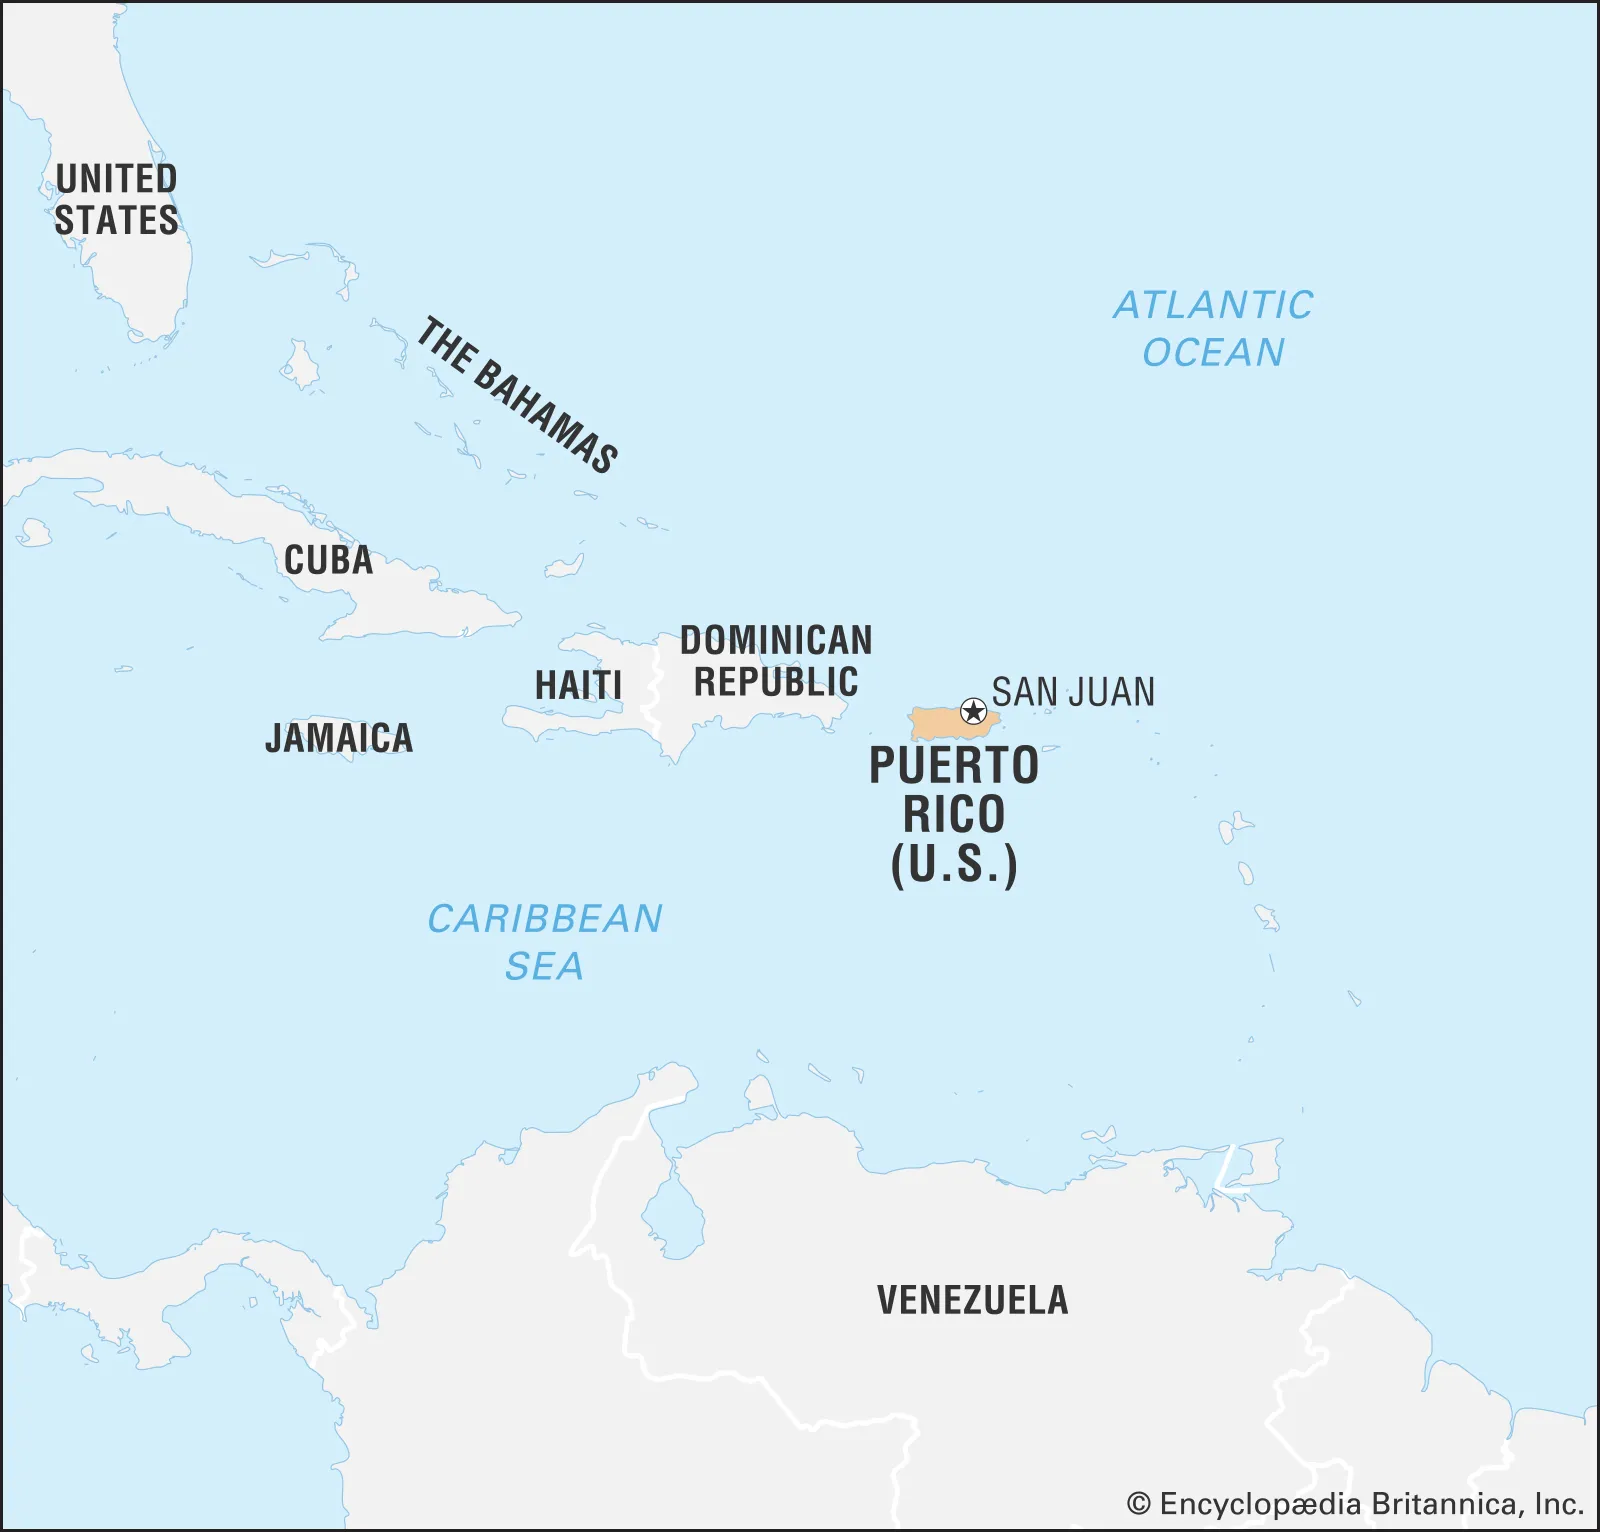 UNITED
STATES
ATLANTIC
OCEAN
THE BAHAMAS
CUBA
DOMINICAN
REPUBLIC
HAITI
SAN JUAN
JAMAICA
PUERTO
RICO
(U.S.)
CARIBBEAN
SEA
VENEZUELA
© Encyclopædia Britannica, Inc.